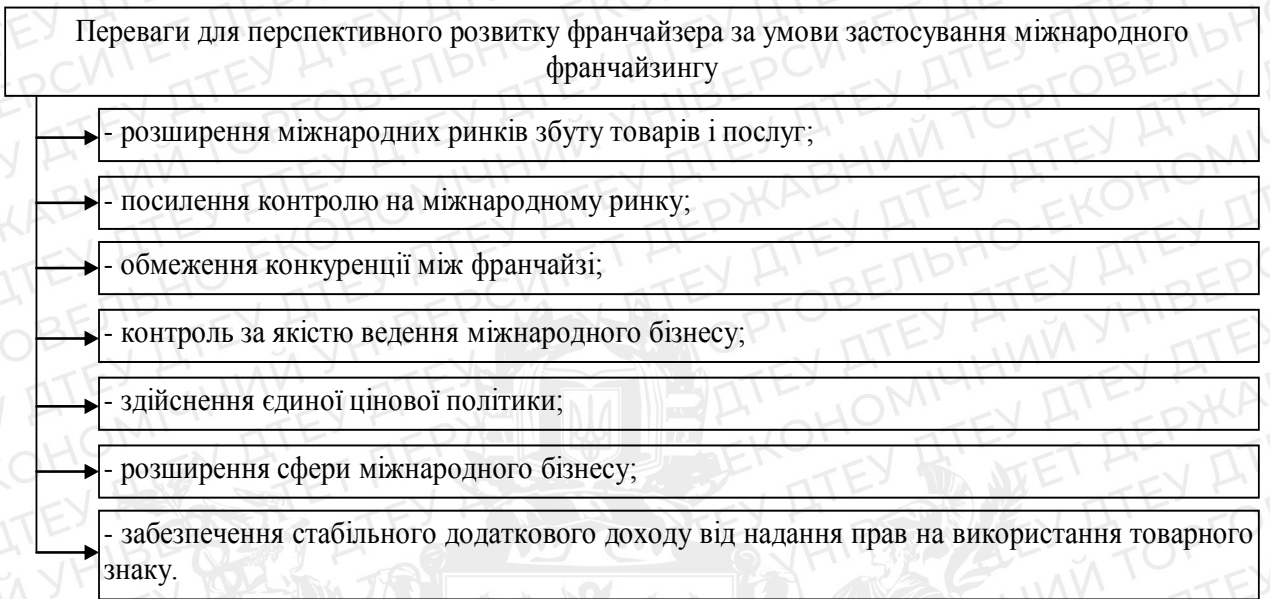 Переваги для перспективного розвитку франчайзера за умови застосування міжнародного
франчайзингу
- розширення міжнародних ринків збуту товарів і послуг;
- посилення контролю на міжнародному ринку;
- обмеження конкуренції між франчайзі;
- контроль за якістю ведення міжнародного бізнесу;
- здійснення єдиної цінової політики;
- розширення сфери міжнародного бізнесу;
- забезпечення стабільного додаткового доходу від надання прав на використання товарного
знаку.